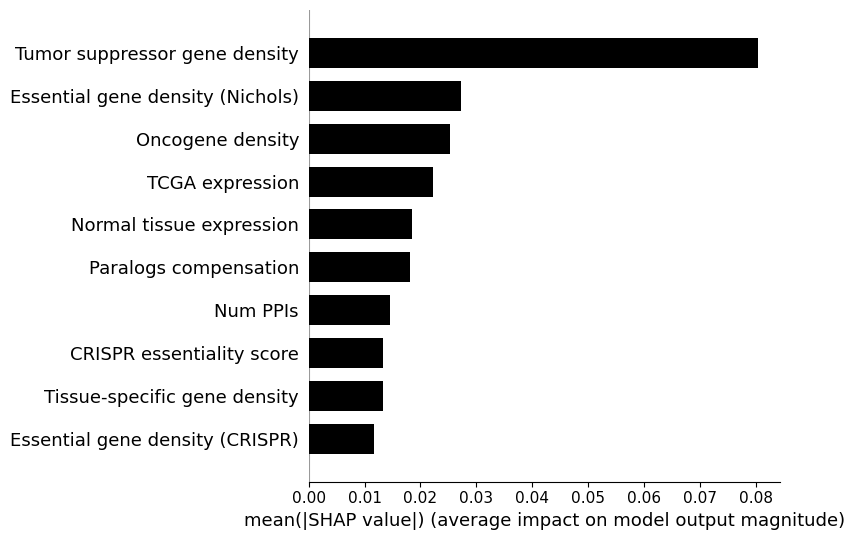 Tumor suppressor gene density
Essential gene density (Nichols)
Oncogene density
TCGA expression
Normal tissue expression
Paralogs compensation
Num PPIs
CRISPR essentiality score
Tissue-specific gene density
Essential gene density (CRISPR)
0.00 0.01 0.02 0.03 0.04 0.05 0.06 0.07 0.08
mean(|SHAP value|) (average impact on model output magnitude)